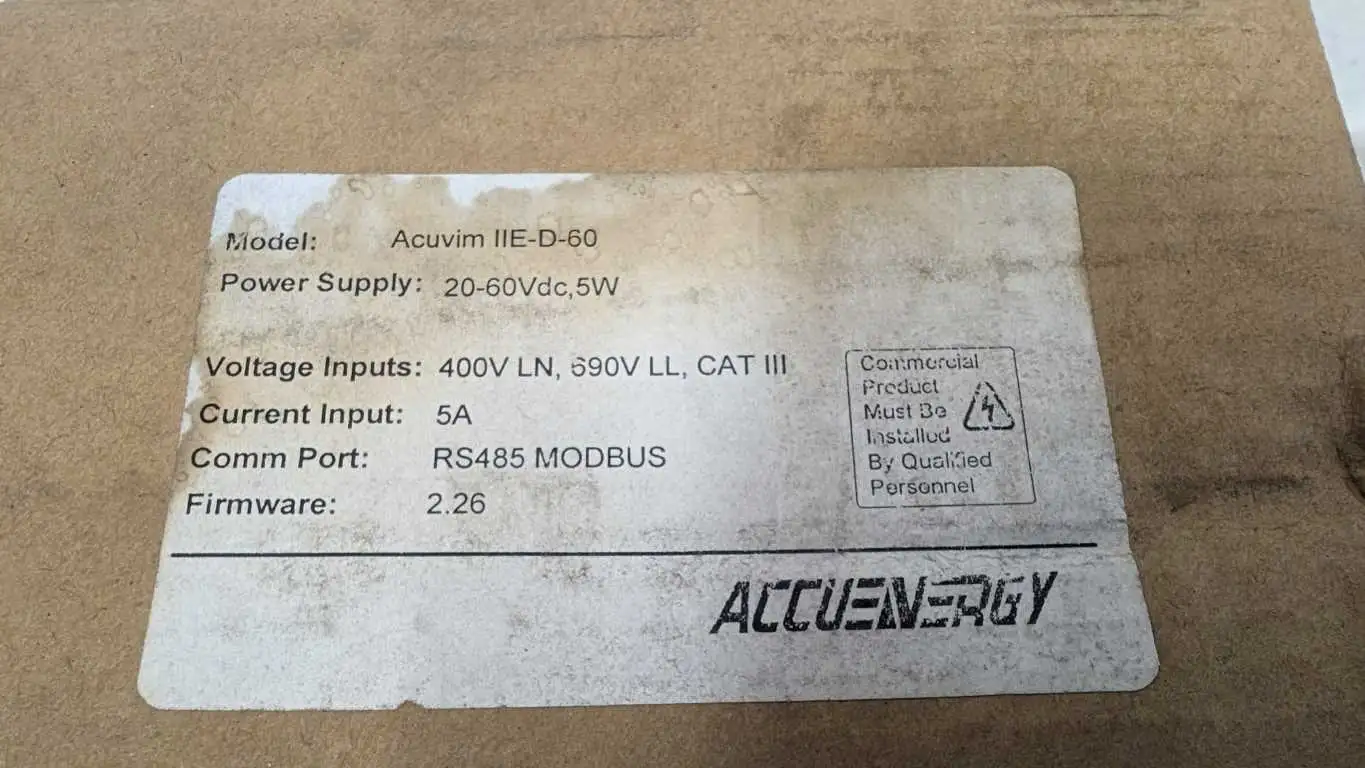 Model: Acuvim IIE-D-60
Power Supply: 20-60Vdc,5W
Voltage Inputs: 400V LN, 690V LL, CAT III
Current Input: 5A
Comm Port: RS485 MODBUS
Firmware: 2.26
Commercial
Product
Must Be
Installed
By Qualified
Personnel
ACCUENERGY